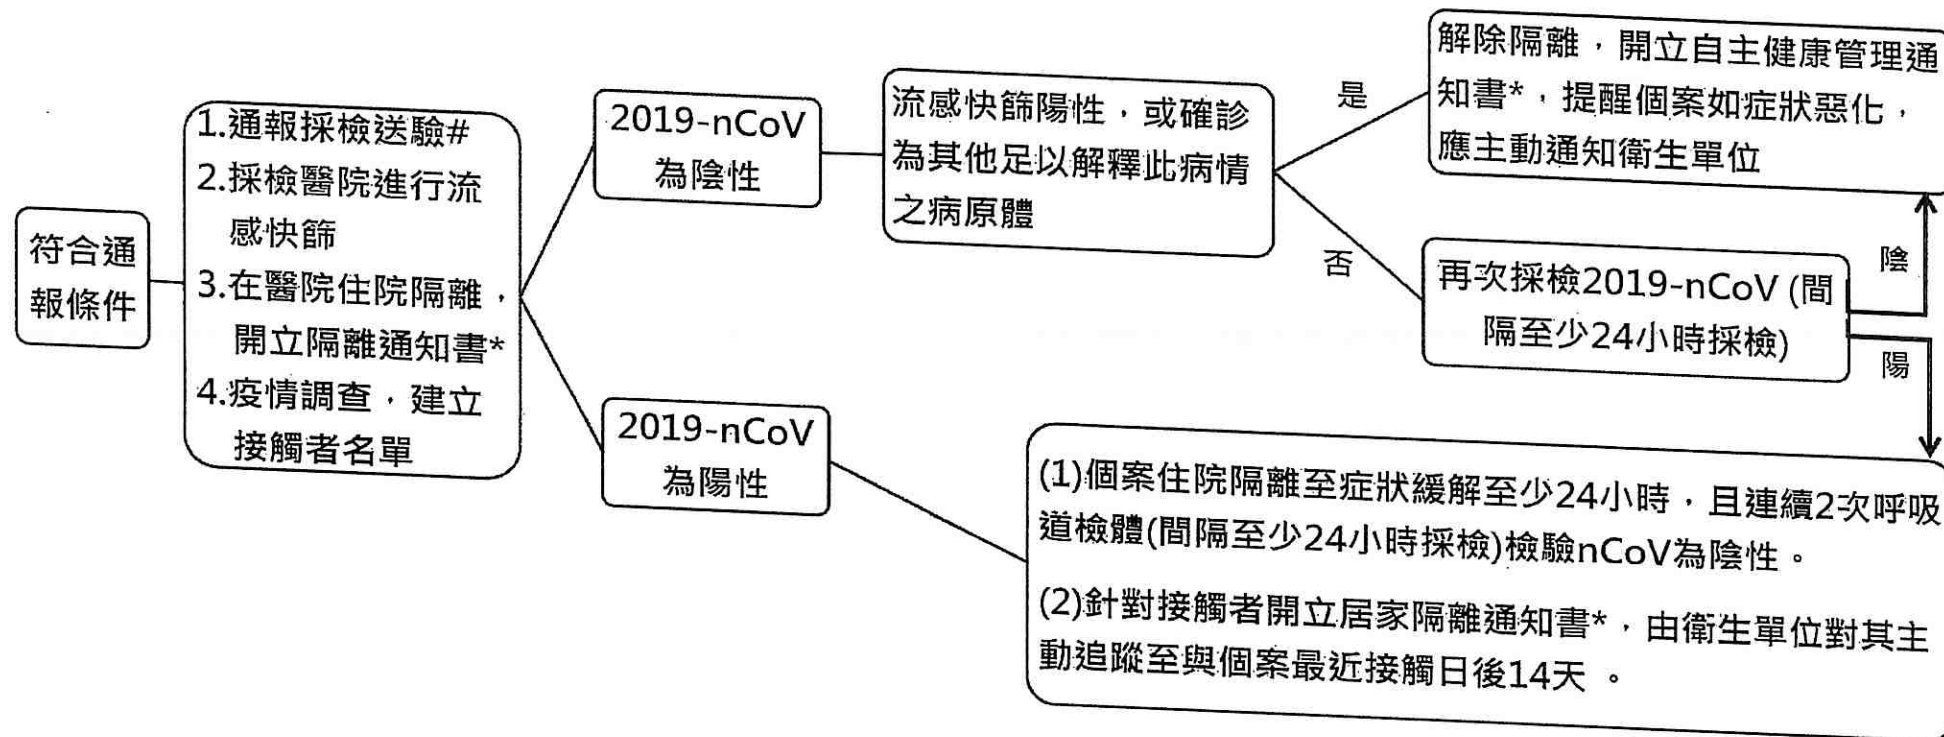 符合通
報條件
1.通報採檢送驗#
2.採檢醫院進行流
感快篩
3.在醫院住院隔離，
開立隔離通知書*
4.疫情調查，建立
接觸者名單
2019-nCoV
為陰性
流感快篩陽性，或確診
為其他足以解釋此病情
之病原體
是
解除隔離，開立自主健康管理通
知書*，提醒個案如症狀惡化，
應主動通知衛生單位
否
再次採檢2019-nCoV (間
隔至少24小時採檢)
陰
陽
2019-nCoV
為陽性
(1)個案住院隔離至症狀緩解至少24小時，且連續2次呼吸
道檢體(間隔至少24小時採檢)檢驗nCoV為陰性。
(2)針對接觸者開立居家隔離通知書*，由衛生單位對其主
動追蹤至與個案最近接觸日後14天 。